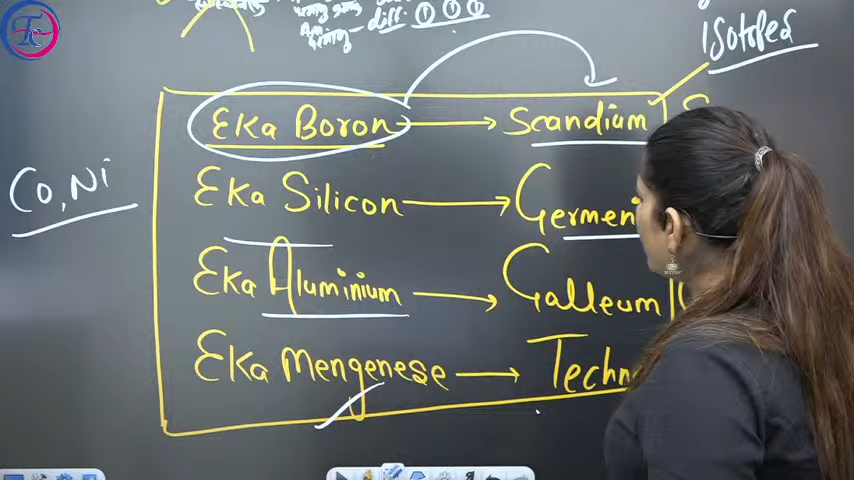 diff:
Isotopes
Eka Boron → Scandium
Co, Ni
Eka Silicon → Germeni
Eka Aluminium → Galleum
Eka Mengenese → Techn